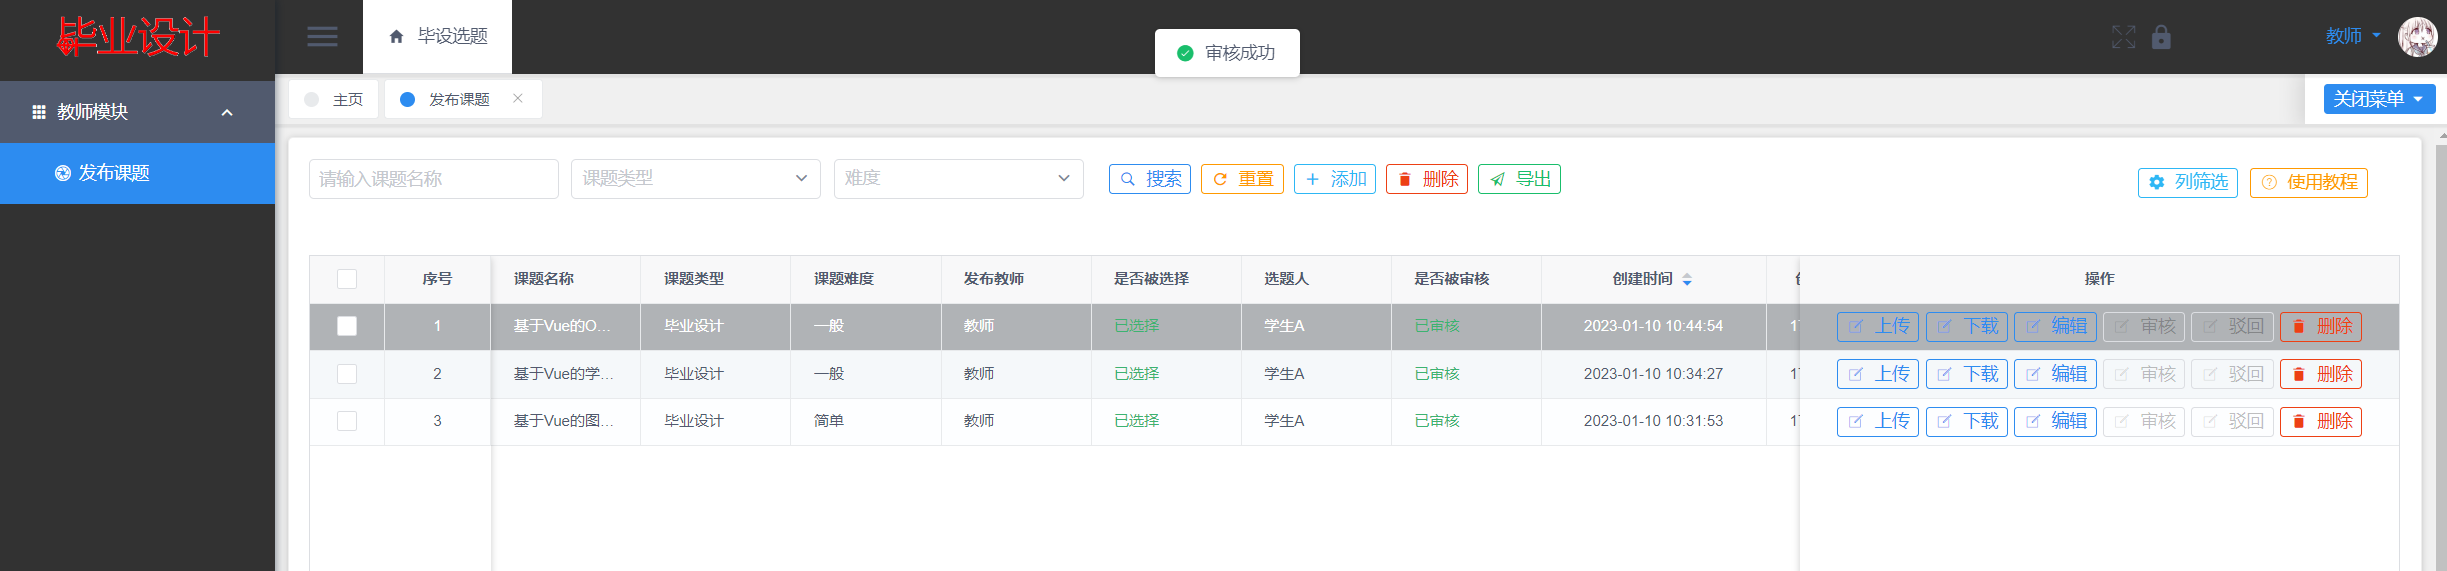 毕业设计
毕设选题
审核成功
教师
教师模块
发布课题
主页 发布课题
关闭菜单
请输入课题名称 课题类型 难度 搜索 重置 添加 删除 导出 列筛选 使用教程
序号 课题名称 课题类型 课题难度 发布教师 是否被选择 选题人 是否被审核 创建时间 操作
1 基于Vue的O... 毕业设计 一般 教师 已选择 学生A 已审核 2023-01-10 10:44:54 上传 下载 编辑 审核 驳回 删除
2 基于Vue的学... 毕业设计 一般 教师 已选择 学生A 已审核 2023-01-10 10:34:27 上传 下载 编辑 审核 驳回 删除
3 基于Vue的图... 毕业设计 简单 教师 已选择 学生A 已审核 2023-01-10 10:31:53 上传 下载 编辑 审核 驳回 删除